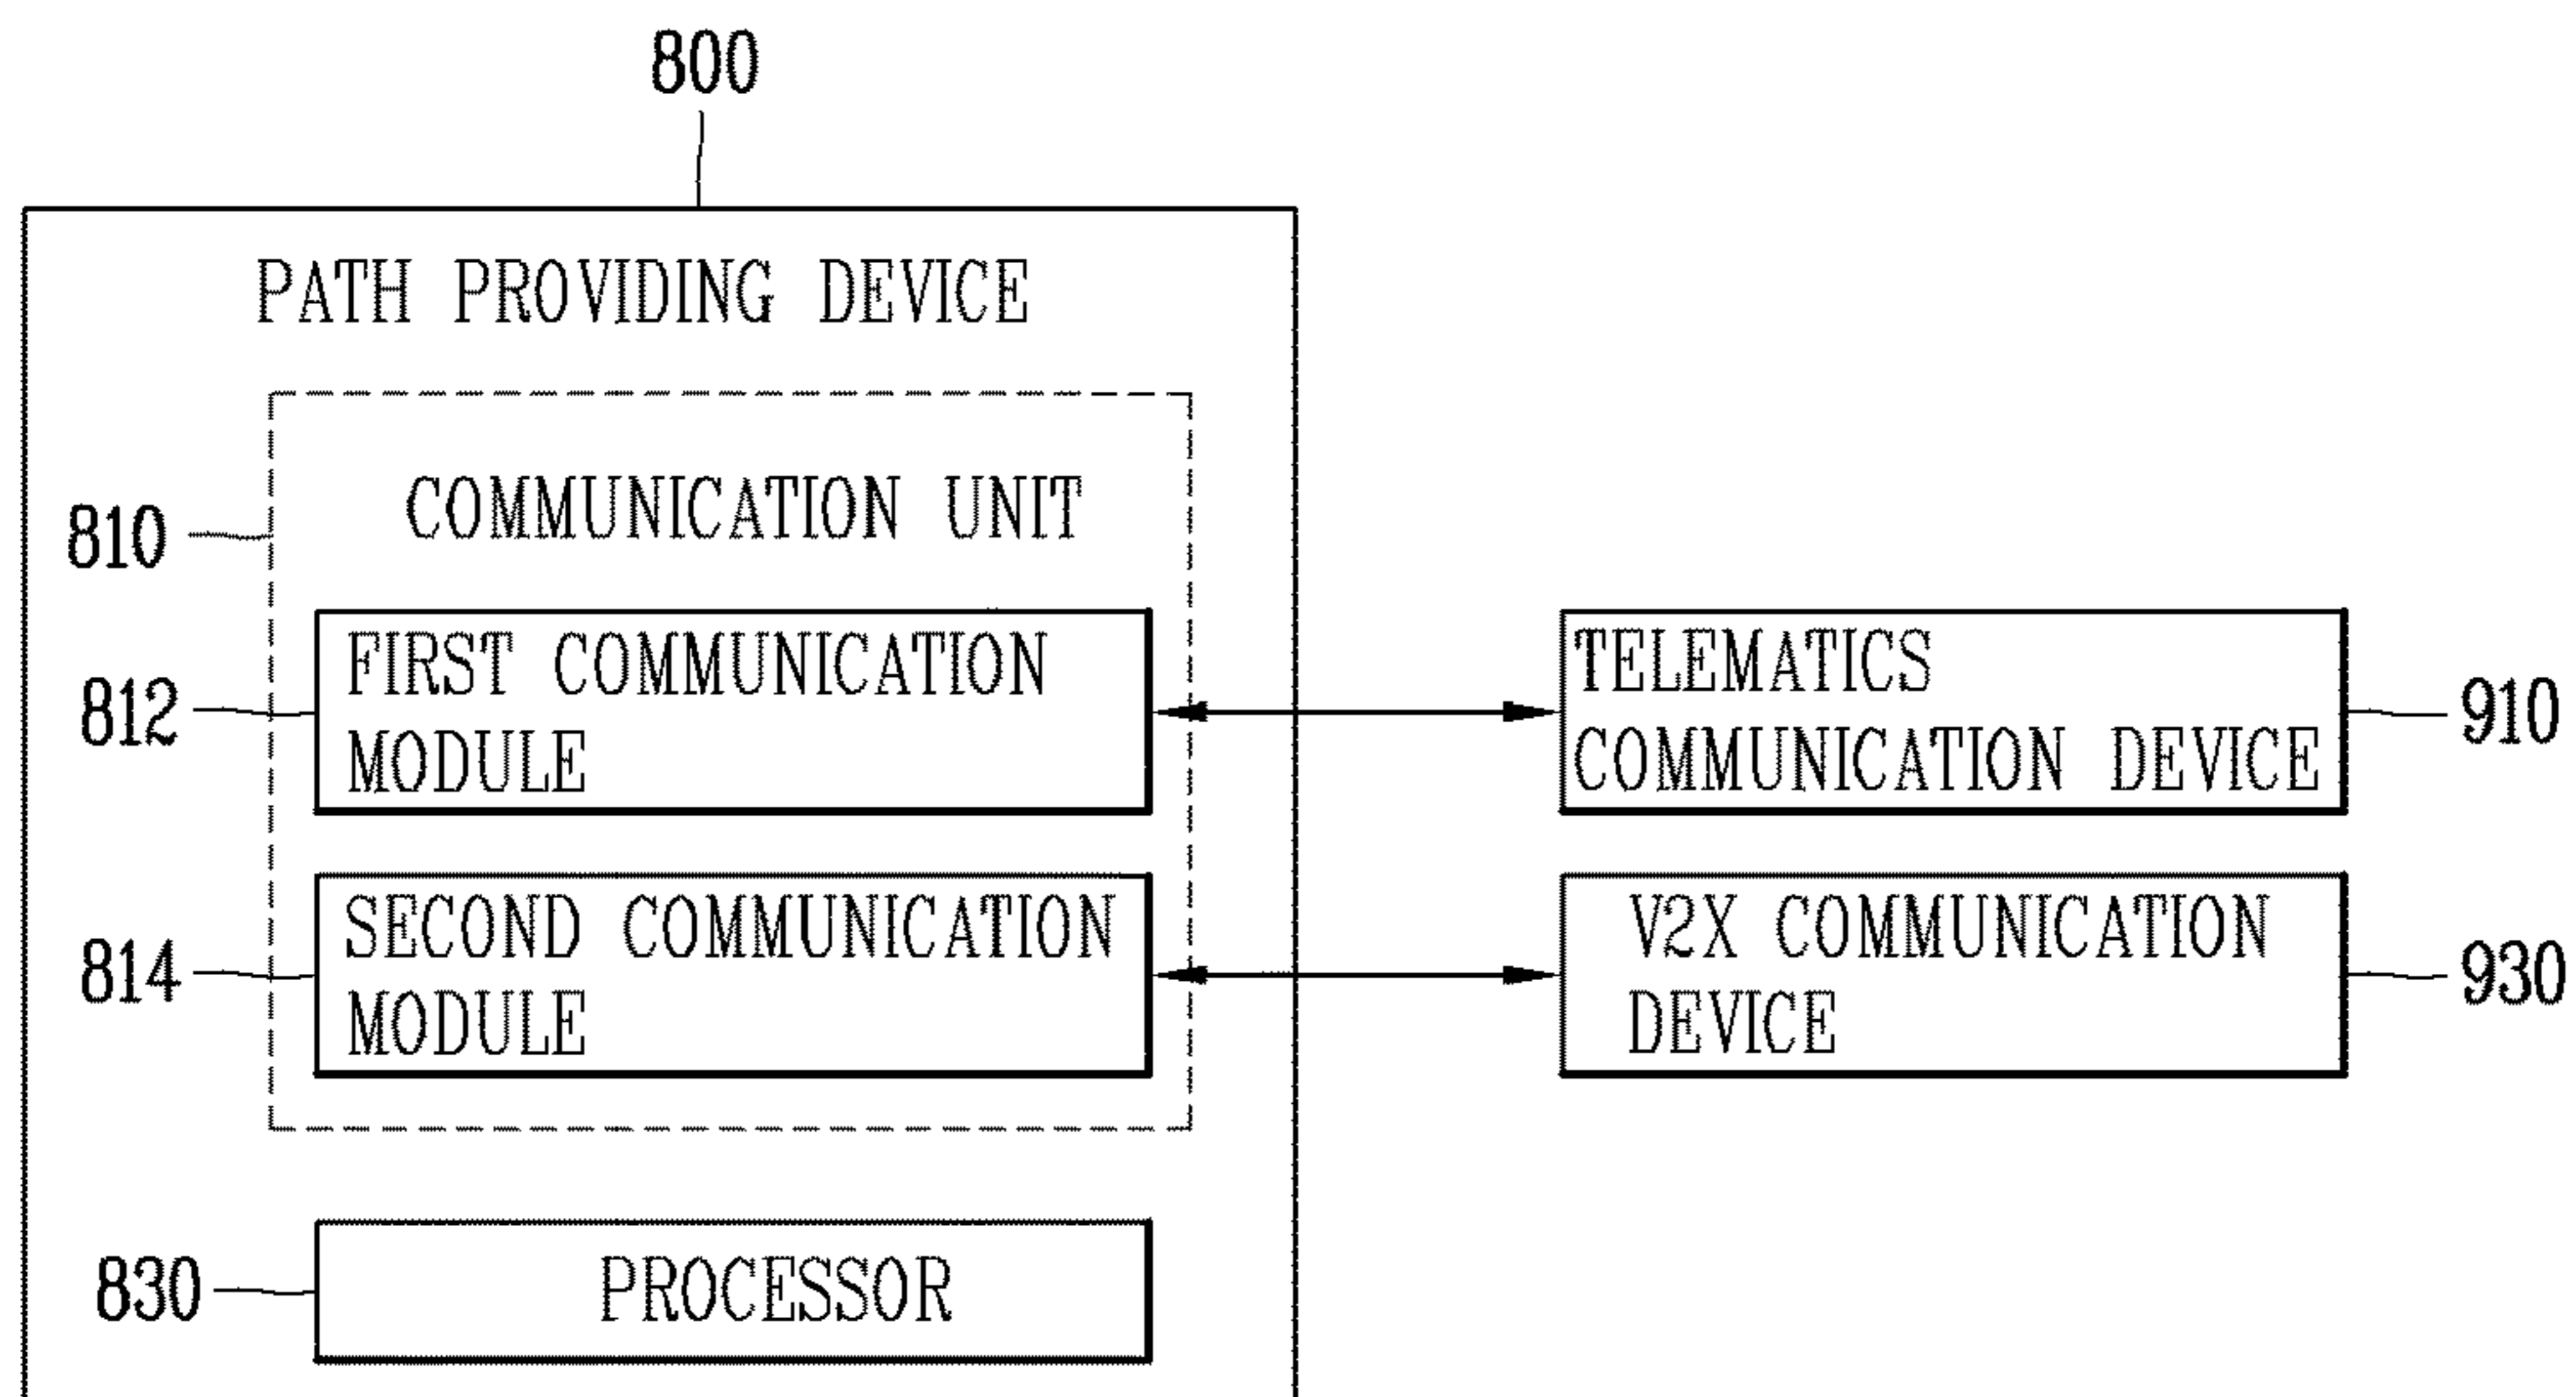 800
PATH PROVIDING DEVICE
810
COMMUNICATION UNIT
812
FIRST COMMUNICATION
MODULE
TELEMATICS
COMMUNICATION DEVICE
910
814
SECOND COMMUNICATION
MODULE
V2X COMMUNICATION
DEVICE
930
830
PROCESSOR